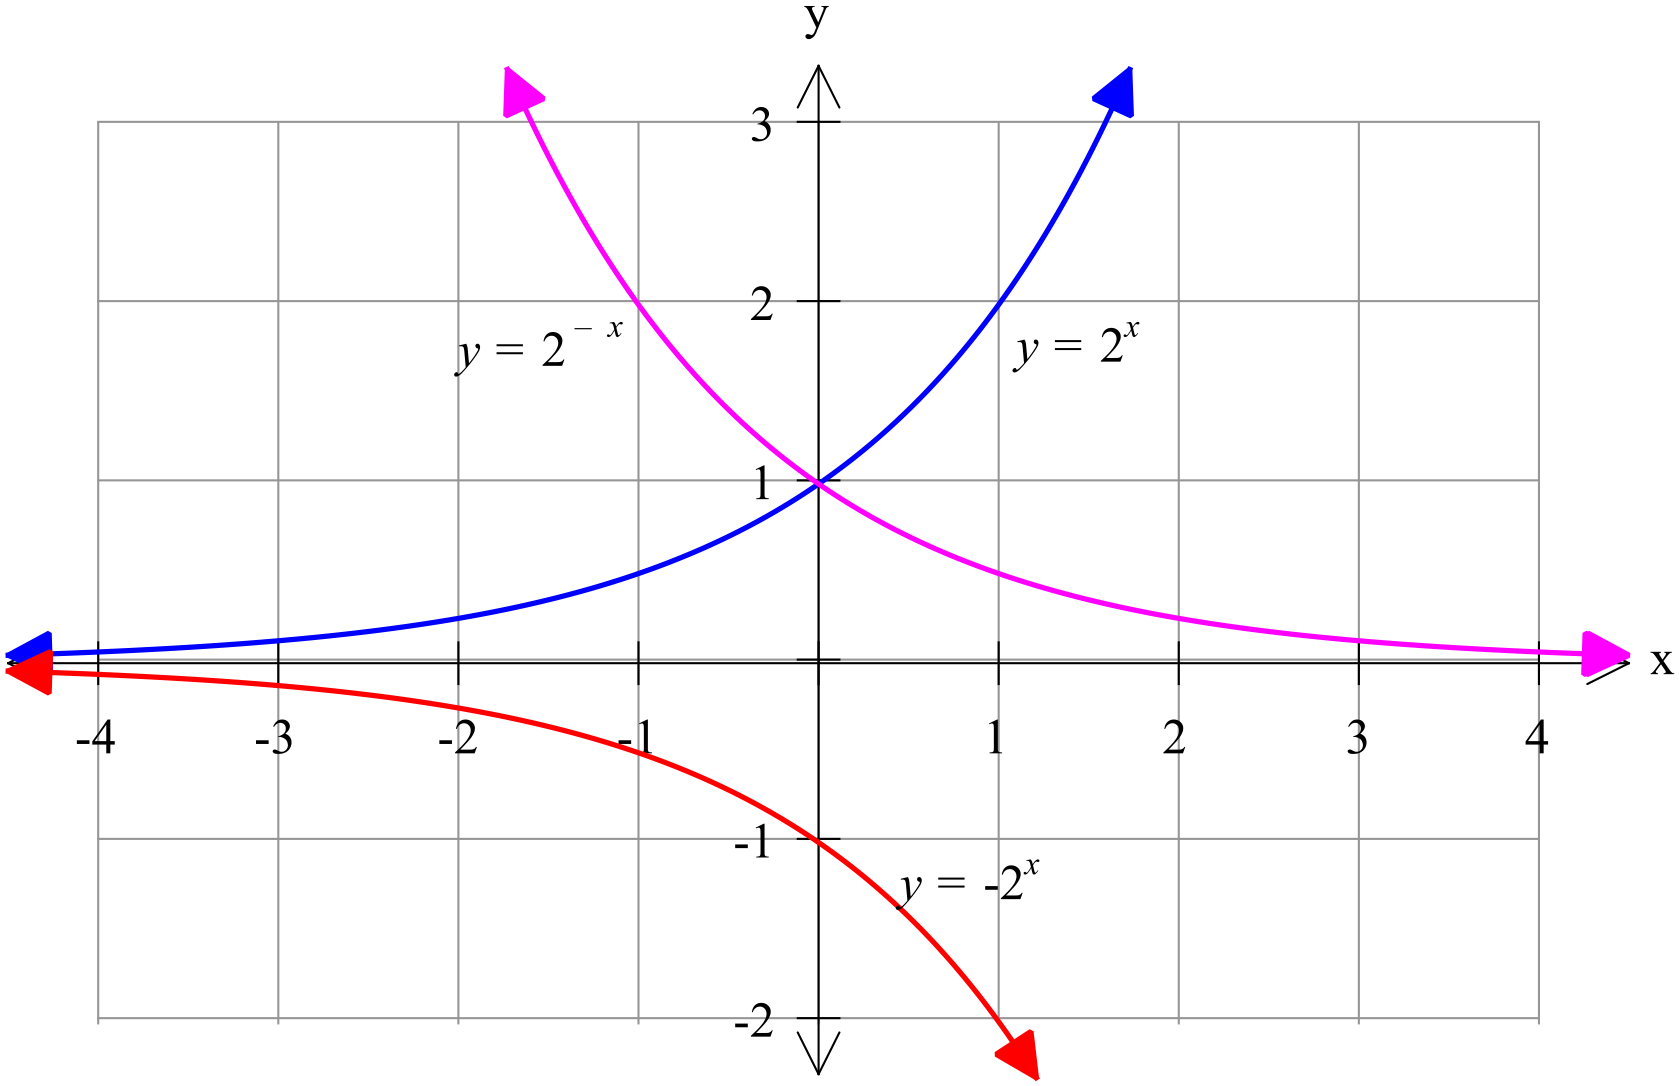 y
3
2
y = 2^{- x}
y = 2^x
1
x
-4 -3 -2 -1 1 2 3 4
-1
y = -2^x
-2